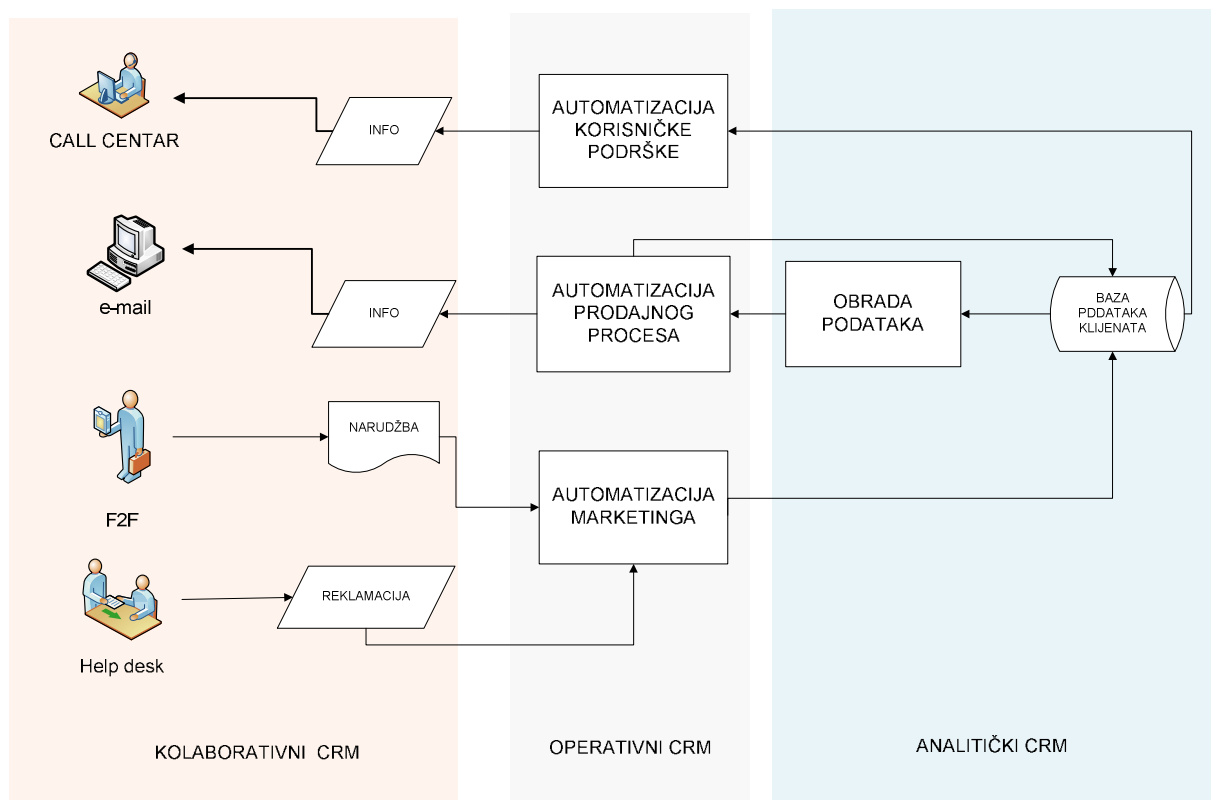 CALL CENTAR
INFO
AUTOMATIZACIJA
KORISNIČKE
PODRŠKE
e-mail
INFO
AUTOMATIZACIJA
PRODAJNOG
PROCESA
OBRADA
PODATAKA
BAZA
PDDATAKA
KLIJENATA
F2F
NARUDŽBA
AUTOMATIZACIJA
MARKETINGA
Help desk
REKLAMACIJA
KOLABORATIVNI CRM
OPERATIVNI CRM
ANALITIČKI CRM